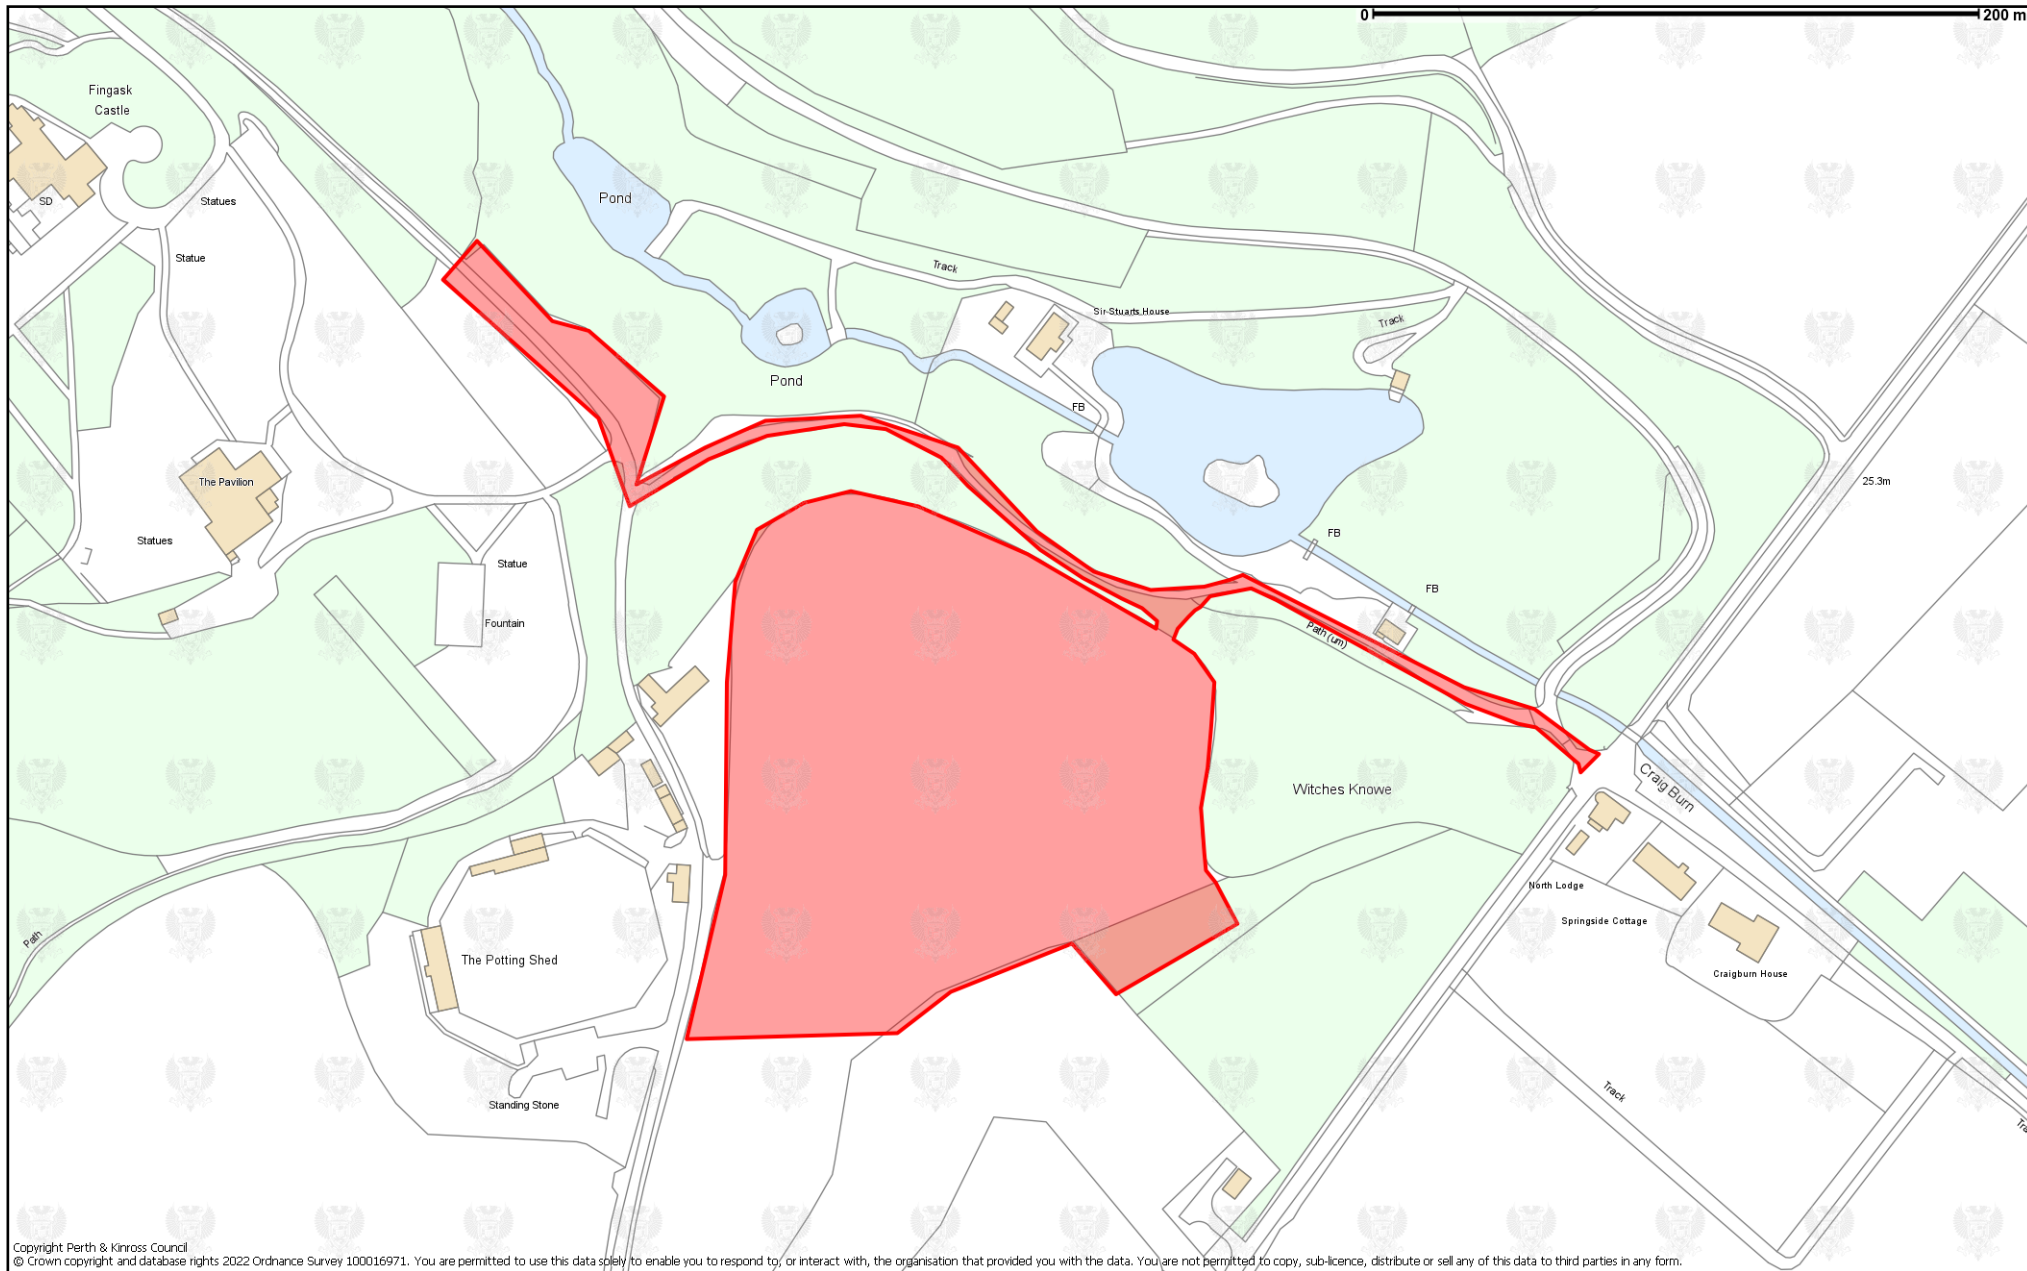 0 200 m
Fingask
Castle
SD
Statues
Statue
Pond
Track
Sir Stuarts House
Track
Pond
FB
The Pavilion
25.3m
Statues
FB
Statue
FB
Fountain
Path (um)
Witches Knowe
Craig Burn
North Lodge
Springside Cottage
Path
The Potting Shed
Craigburn House
Track
Standing Stone
Copyright Perth & Kinross Council
© Crown copyright and database rights 2022 Ordnance Survey 100016971. You are permitted to use this data solely to enable you to respond to, or interact with, the organisation that provided you with the data. You are not permitted to copy, sub-licence, distribute or sell any of this data to third parties in any form.